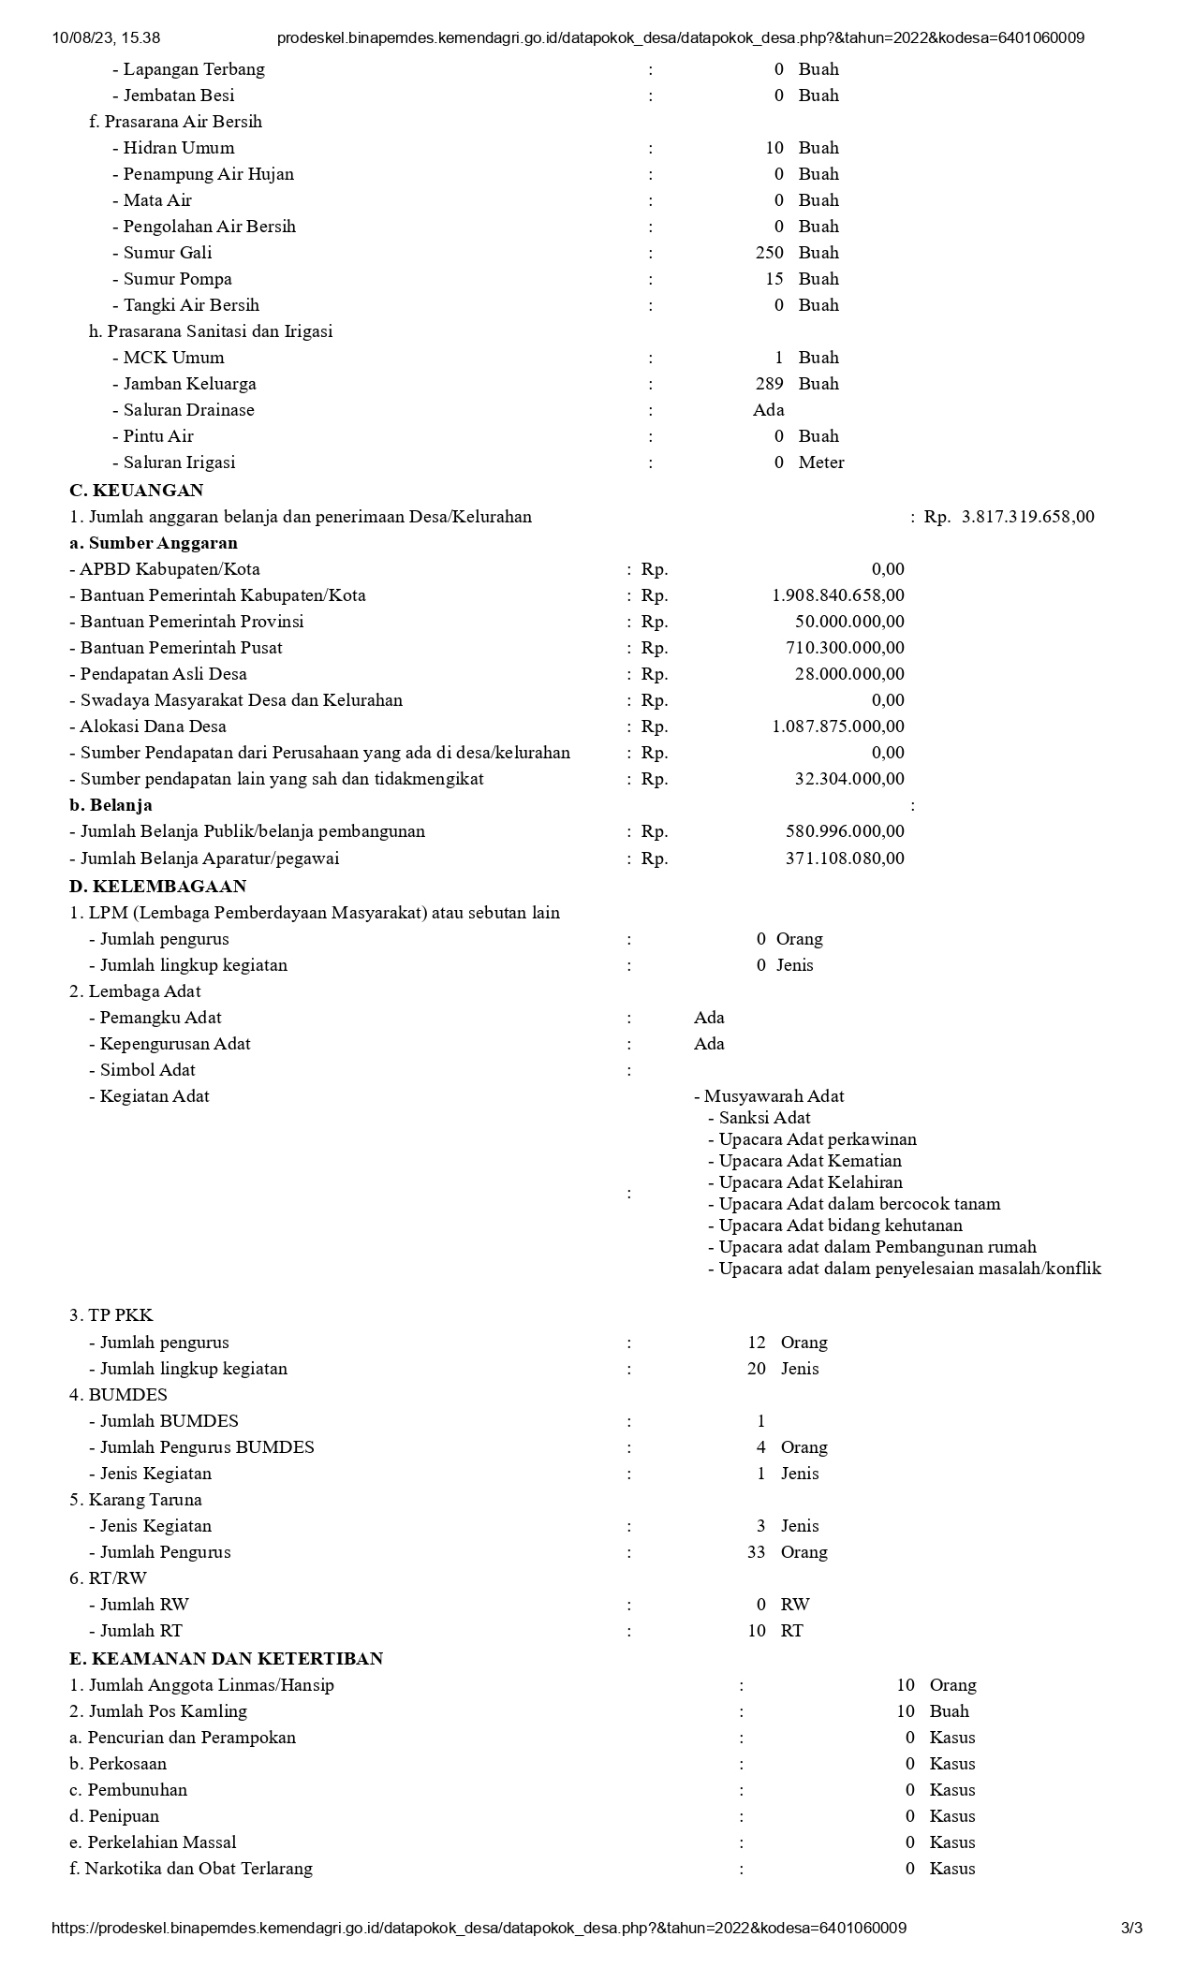 10/08/23, 15.38 prodeskel.binapemdes.kemendagri.go.id/datapokok_desa/datapokok_desa.php?&tahun=2022&kodesa=6401060009
- Lapangan Terbang : 0 Buah
- Jembatan Besi : 0 Buah
f. Prasarana Air Bersih
- Hidran Umum : 10 Buah
- Penampung Air Hujan : 0 Buah
- Mata Air : 0 Buah
- Pengolahan Air Bersih : 0 Buah
- Sumur Gali : 250 Buah
- Sumur Pompa : 15 Buah
- Tangki Air Bersih : 0 Buah
h. Prasarana Sanitasi dan Irigasi
- MCK Umum : 1 Buah
- Jamban Keluarga : 289 Buah
- Saluran Drainase : Ada
- Pintu Air : 0 Buah
- Saluran Irigasi : 0 Meter
C. KEUANGAN
1. Jumlah anggaran belanja dan penerimaan Desa/Kelurahan : Rp. 3.817.319.658,00
a. Sumber Anggaran
- APBD Kabupaten/Kota : Rp. 0,00
- Bantuan Pemerintah Kabupaten/Kota : Rp. 1.908.840.658,00
- Bantuan Pemerintah Provinsi : Rp. 50.000.000,00
- Bantuan Pemerintah Pusat : Rp. 710.300.000,00
- Pendapatan Asli Desa : Rp. 28.000.000,00
- Swadaya Masyarakat Desa dan Kelurahan : Rp. 0,00
- Alokasi Dana Desa : Rp. 1.087.875.000,00
- Sumber Pendapatan dari Perusahaan yang ada di desa/kelurahan : Rp. 0,00
- Sumber pendapatan lain yang sah dan tidakmengikat : Rp. 32.304.000,00
b. Belanja :
- Jumlah Belanja Publik/belanja pembangunan : Rp. 580.996.000,00
- Jumlah Belanja Aparatur/pegawai : Rp. 371.108.080,00
D. KELEMBAGAAN
1. LPM (Lembaga Pemberdayaan Masyarakat) atau sebutan lain
- Jumlah pengurus : 0 Orang
- Jumlah lingkup kegiatan : 0 Jenis
2. Lembaga Adat
- Pemangku Adat : Ada
- Kepengurusan Adat : Ada
- Simbol Adat :
- Kegiatan Adat : - Musyawarah Adat
- Sanksi Adat
- Upacara Adat perkawinan
- Upacara Adat Kematian
- Upacara Adat Kelahiran
- Upacara Adat dalam bercocok tanam
- Upacara Adat bidang kehutanan
- Upacara adat dalam Pembangunan rumah
- Upacara adat dalam penyelesaian masalah/konflik
3. TP PKK
- Jumlah pengurus : 12 Orang
- Jumlah lingkup kegiatan : 20 Jenis
4. BUMDES
- Jumlah BUMDES : 1
- Jumlah Pengurus BUMDES : 4 Orang
- Jenis Kegiatan : 1 Jenis
5. Karang Taruna
- Jenis Kegiatan : 3 Jenis
- Jumlah Pengurus : 33 Orang
6. RT/RW
- Jumlah RW : 0 RW
- Jumlah RT : 10 RT
E. KEAMANAN DAN KETERTIBAN
1. Jumlah Anggota Linmas/Hansip : 10 Orang
2. Jumlah Pos Kamling : 10 Buah
a. Pencurian dan Perampokan : 0 Kasus
b. Perkosaan : 0 Kasus
c. Pembunuhan : 0 Kasus
d. Penipuan : 0 Kasus
e. Perkelahian Massal : 0 Kasus
f. Narkotika dan Obat Terlarang : 0 Kasus
https://prodeskel.binapemdes.kemendagri.go.id/datapokok_desa/datapokok_desa.php?&tahun=2022&kodesa=6401060009 3/3